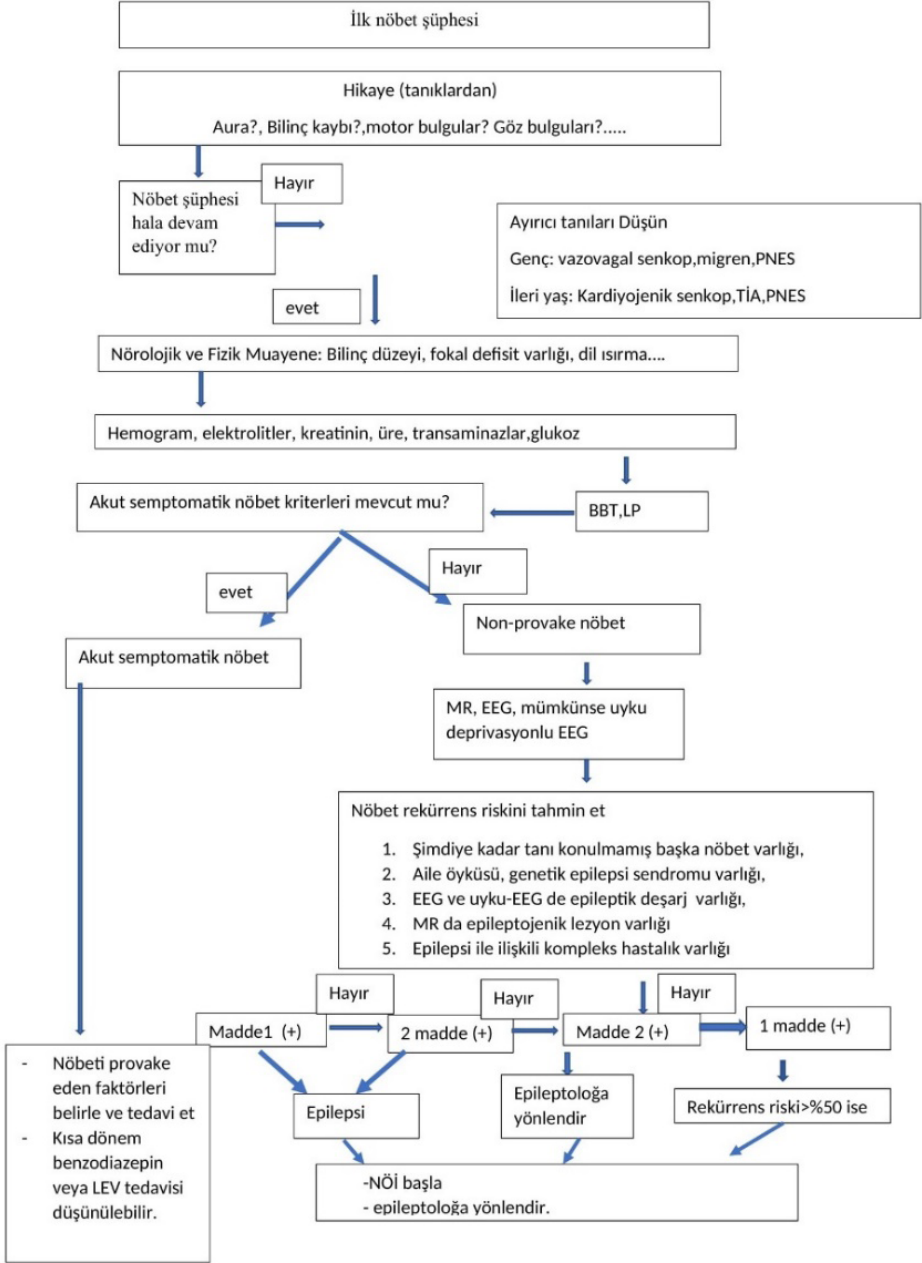 İlk nöbet şüphesi
Hikaye (tanıklardan)
Aura?, Bilinç kaybı?,motor bulgular? Göz bulguları?.....
Hayır
Nöbet şüphesi
hala devam
ediyor mu?
Ayırıcı tanıları Düşün
Genç: vazovagal senkop,migren,PNES
İleri yaş: Kardiyojenik senkop,TİA,PNES
evet
Nörolojik ve Fizik Muayene: Bilinç düzeyi, fokal defisit varlığı, dil ısırma....
Hemogram, elektrolitler, kreatinin, üre, transaminazlar,glukoz
Akut semptomatik nöbet kriterleri mevcut mu?
BBT,LP
Hayır
evet
Non-provake nöbet
Akut semptomatik nöbet
MR, EEG, mümkünse uyku
deprivasyonlu EEG
Nöbet rekürrens riskini tahmin et
1. Şimdiye kadar tanı konulmamış başka nöbet varlığı,
2. Aile öyküsü, genetik epilepsi sendromu varlığı,
3. EEG ve uyku-EEG de epileptik deşarj varlığı,
4. MR da epileptojenik lezyon varlığı
5. Epilepsi ile ilişkili kompleks hastalık varlığı
Hayır
Hayır
Hayır
Madde1 (+)
2 madde (+)
Madde 2 (+)
1 madde (+)
- Nöbeti provake
eden faktörleri
belirle ve tedavi et
- Kısa dönem
benzodiazepin
veya LEV tedavisi
düşünülebilir.
Epilepsi
Epileptoloğa
yönlendir
Rekürrens riski>%50 ise
-NÖİ başla
- epileptoloğa yönlendir.